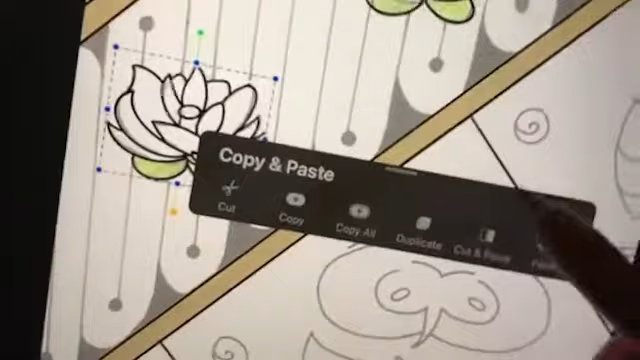 Copy & Paste
Cut
Copy
Copy All
Duplicate
Cut & Paste